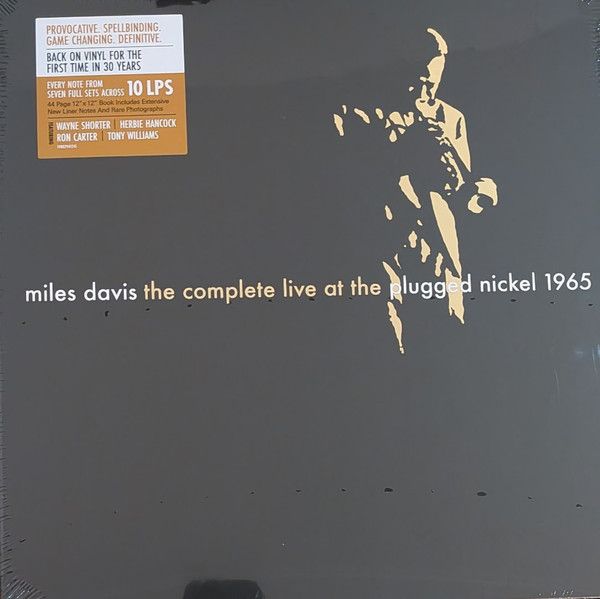 PROVOCATIVE. SPELLBINDING.
GAME CHANGING. DEFINITIVE.
BACK ON VINYL FOR THE
FIRST TIME IN 30 YEARS
EVERY NOTE FROM
SEVEN FULL SETS ACROSS 10 LPS
44 Page 12"x 12" Book Includes Extensive
New Liner Notes And Rare Photographs
FEATURING
WAYNE SHORTER | HERBIE HANCOCK
RON CARTER | TONY WILLIAMS
miles davis the complete live at the plugged nickel 1965